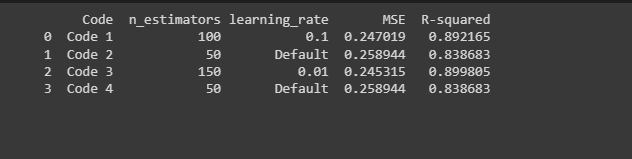 Code n_estimators learning_rate MSE R-squared
0 Code 1 100 0.1 0.247019 0.892165
1 Code 2 50 Default 0.258944 0.838683
2 Code 3 150 0.01 0.245315 0.899805
3 Code 4 50 Default 0.258944 0.838683